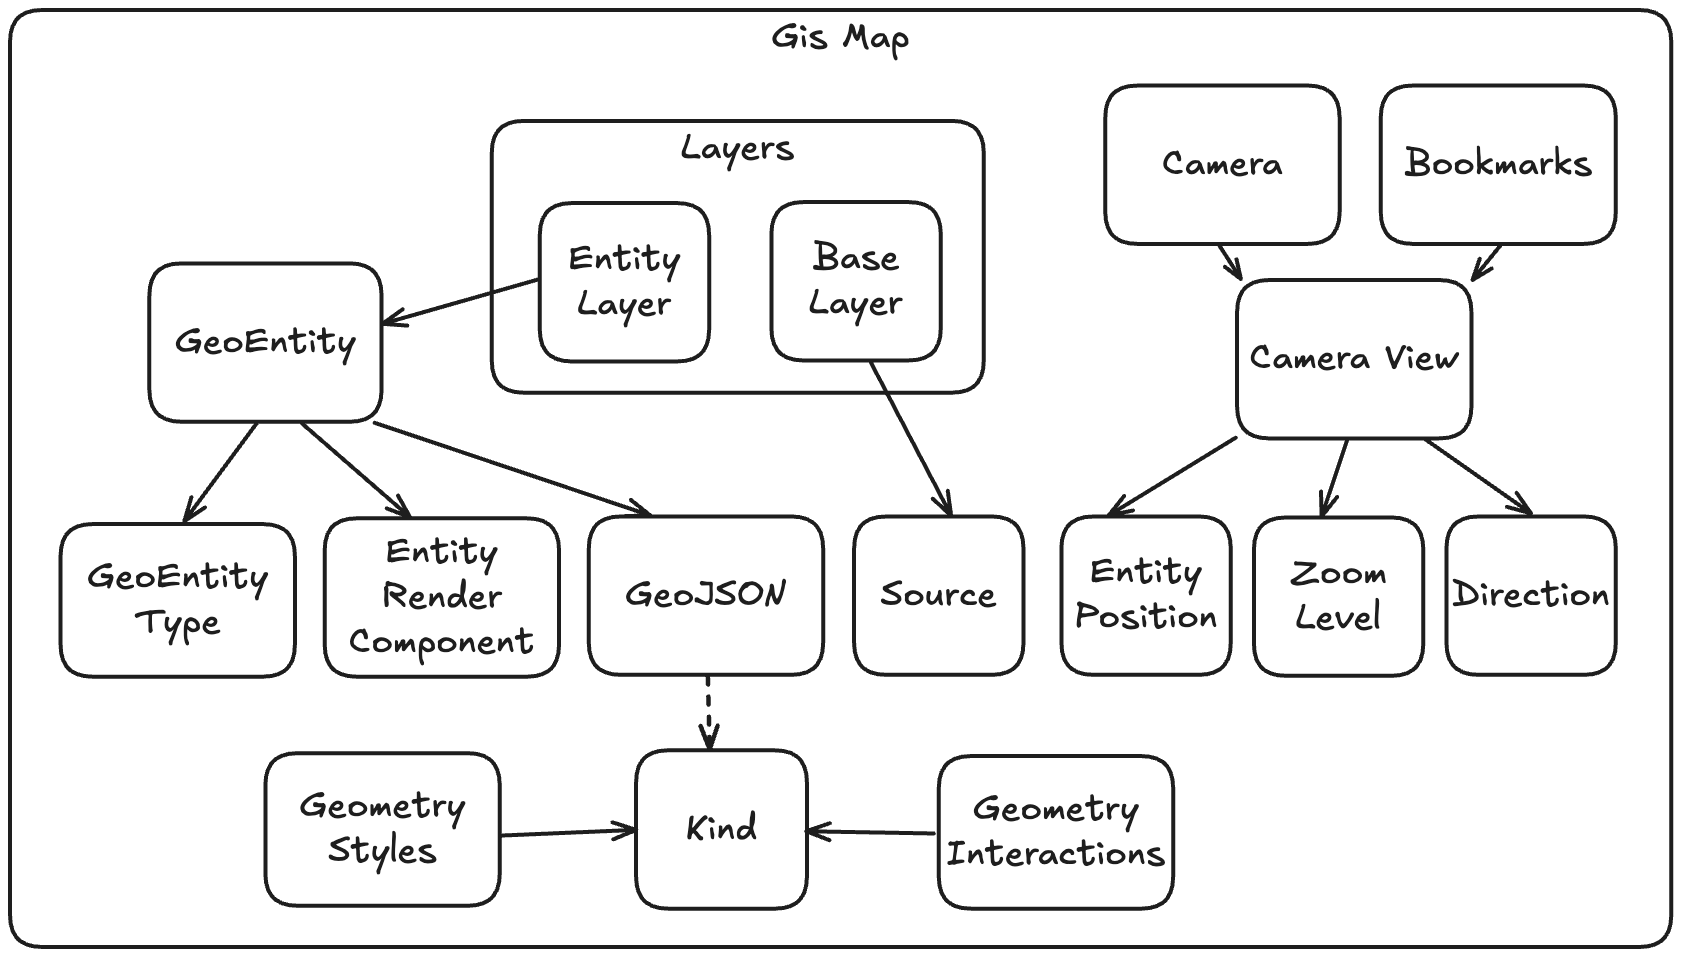 Gis Map
Layers
Camera
Bookmarks
Entity
Layer
Base
Layer
GeoEntity
Camera View
GeoEntity
Type
Entity
Render
Component
GeoJSON
Source
Entity
Position
Zoom
Level
Direction
Geometry
Styles
Kind
Geometry
Interactions